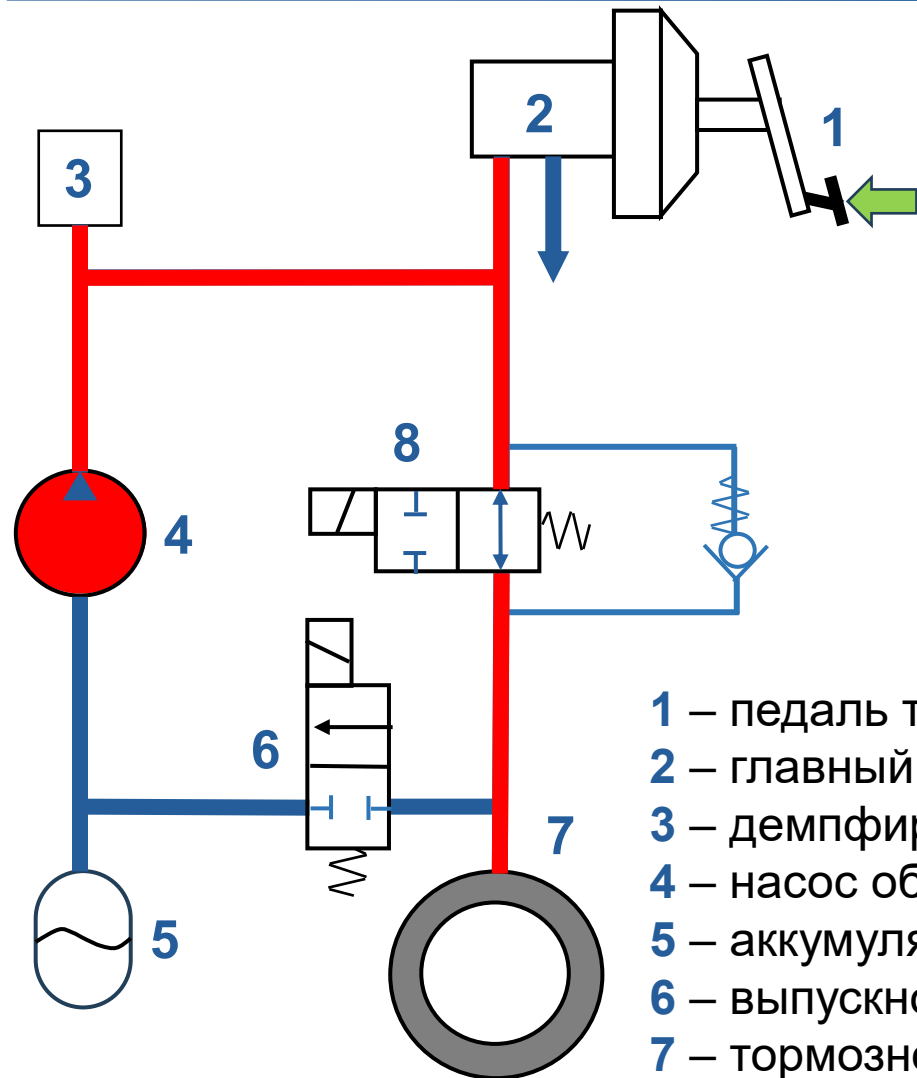 2
1
3
8
4
6
7
5
1 – педаль т
2 – главный
3 – демпфир
4 – насос об
5 – аккумуля
6 – выпускно
7 – тормозно